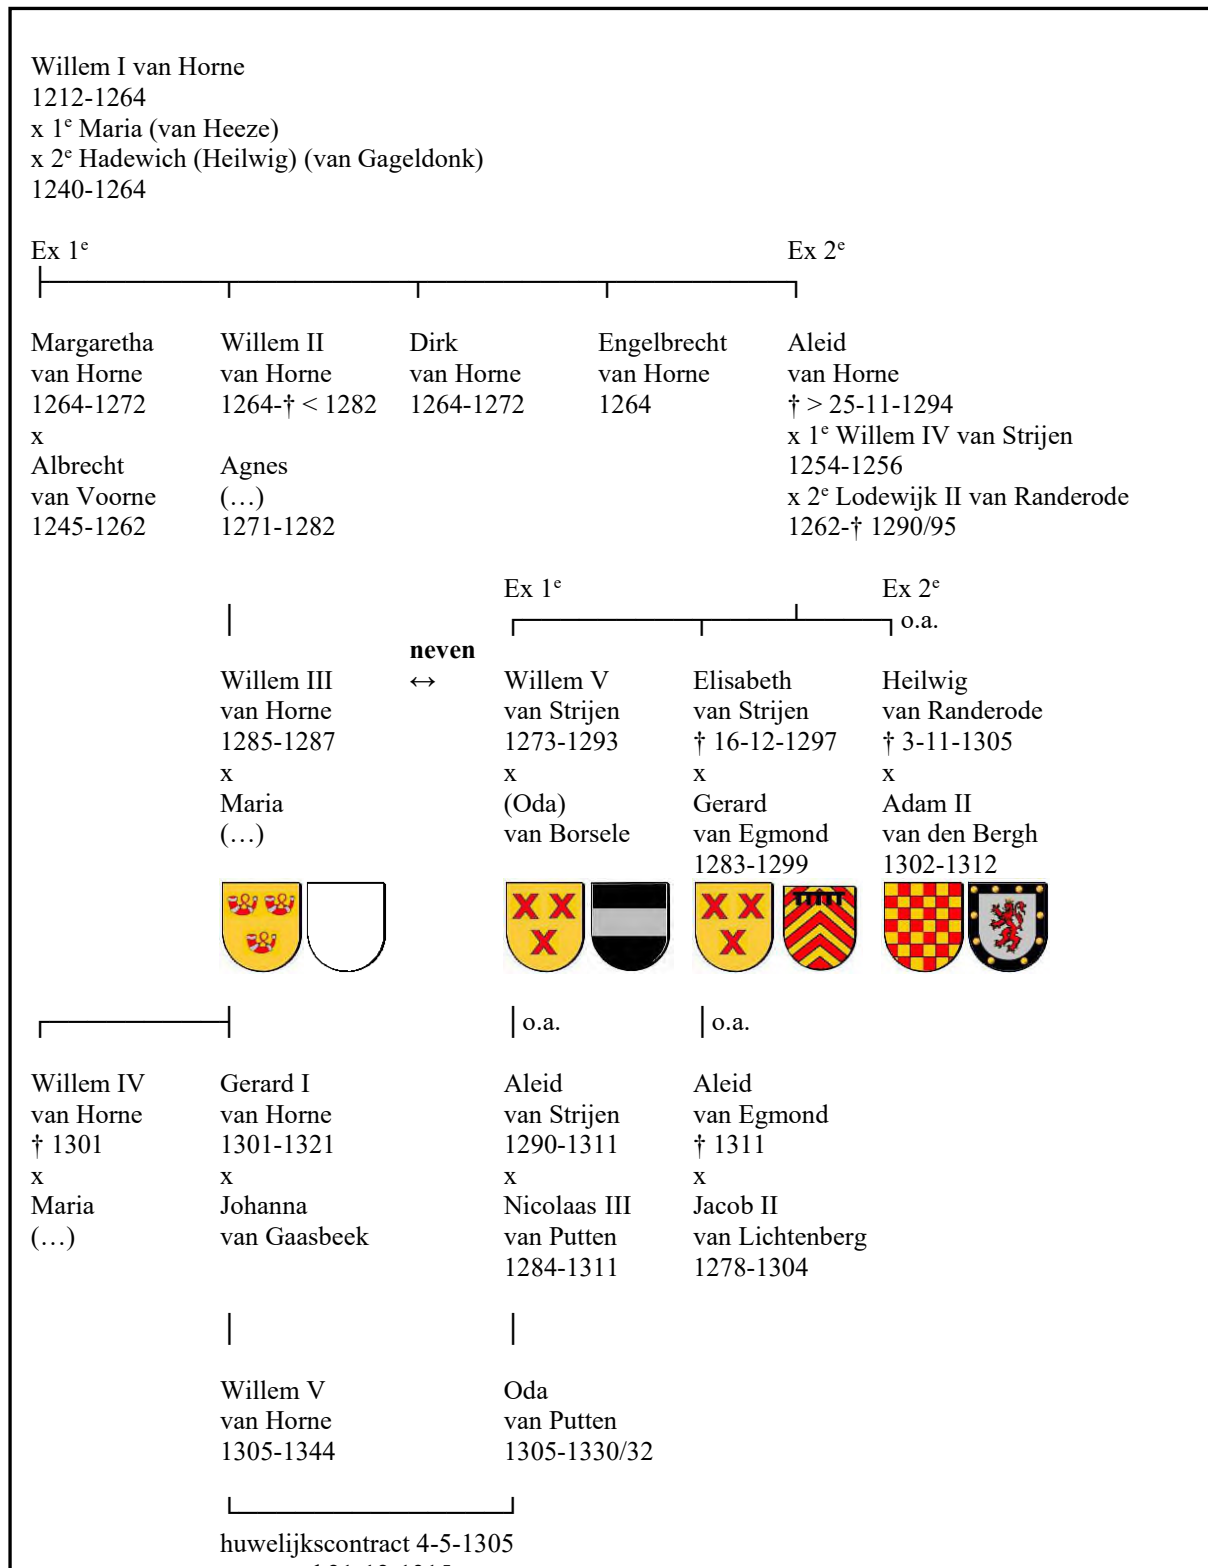 Willem I van Horne
1212-1264
x 1e Maria (van Heeze)
x 2e Hadewich (Heilwig) (van Gageldonk)
1240-1264
Ex 1e
Ex 2e
Margaretha
van Horne
1264-1272
x
Albrecht
van Voorne
1245-1262
Willem II
van Horne
1264-† < 1282
Agnes
(…)
1271-1282
Dirk
van Horne
1264-1272
Engelbrecht
van Horne
1264
Aleid
van Horne
† > 25-11-1294
x 1e Willem IV van Strijen
1254-1256
x 2e Lodewijk II van Randerode
1262-† 1290/95
Ex 1e
Ex 2e
o.a.
Willem III
van Horne
1285-1287
x
Maria
(…)
neven
↔
Willem V
van Strijen
1273-1293
x
(Oda)
van Borsele
Elisabeth
van Strijen
† 16-12-1297
x
Gerard
van Egmond
1283-1299
Heilwig
van Randerode
† 3-11-1305
x
Adam II
van den Bergh
1302-1312
o.a.
o.a.
Willem IV
van Horne
† 1301
x
Maria
(…)
Gerard I
van Horne
1301-1321
x
Johanna
van Gaasbeek
Aleid
van Strijen
1290-1311
x
Nicolaas III
van Putten
1284-1311
Aleid
van Egmond
† 1311
x
Jacob II
van Lichtenberg
1278-1304
Willem V
van Horne
1305-1344
Oda
van Putten
1305-1330/32
huwelijkscontract 4-5-1305